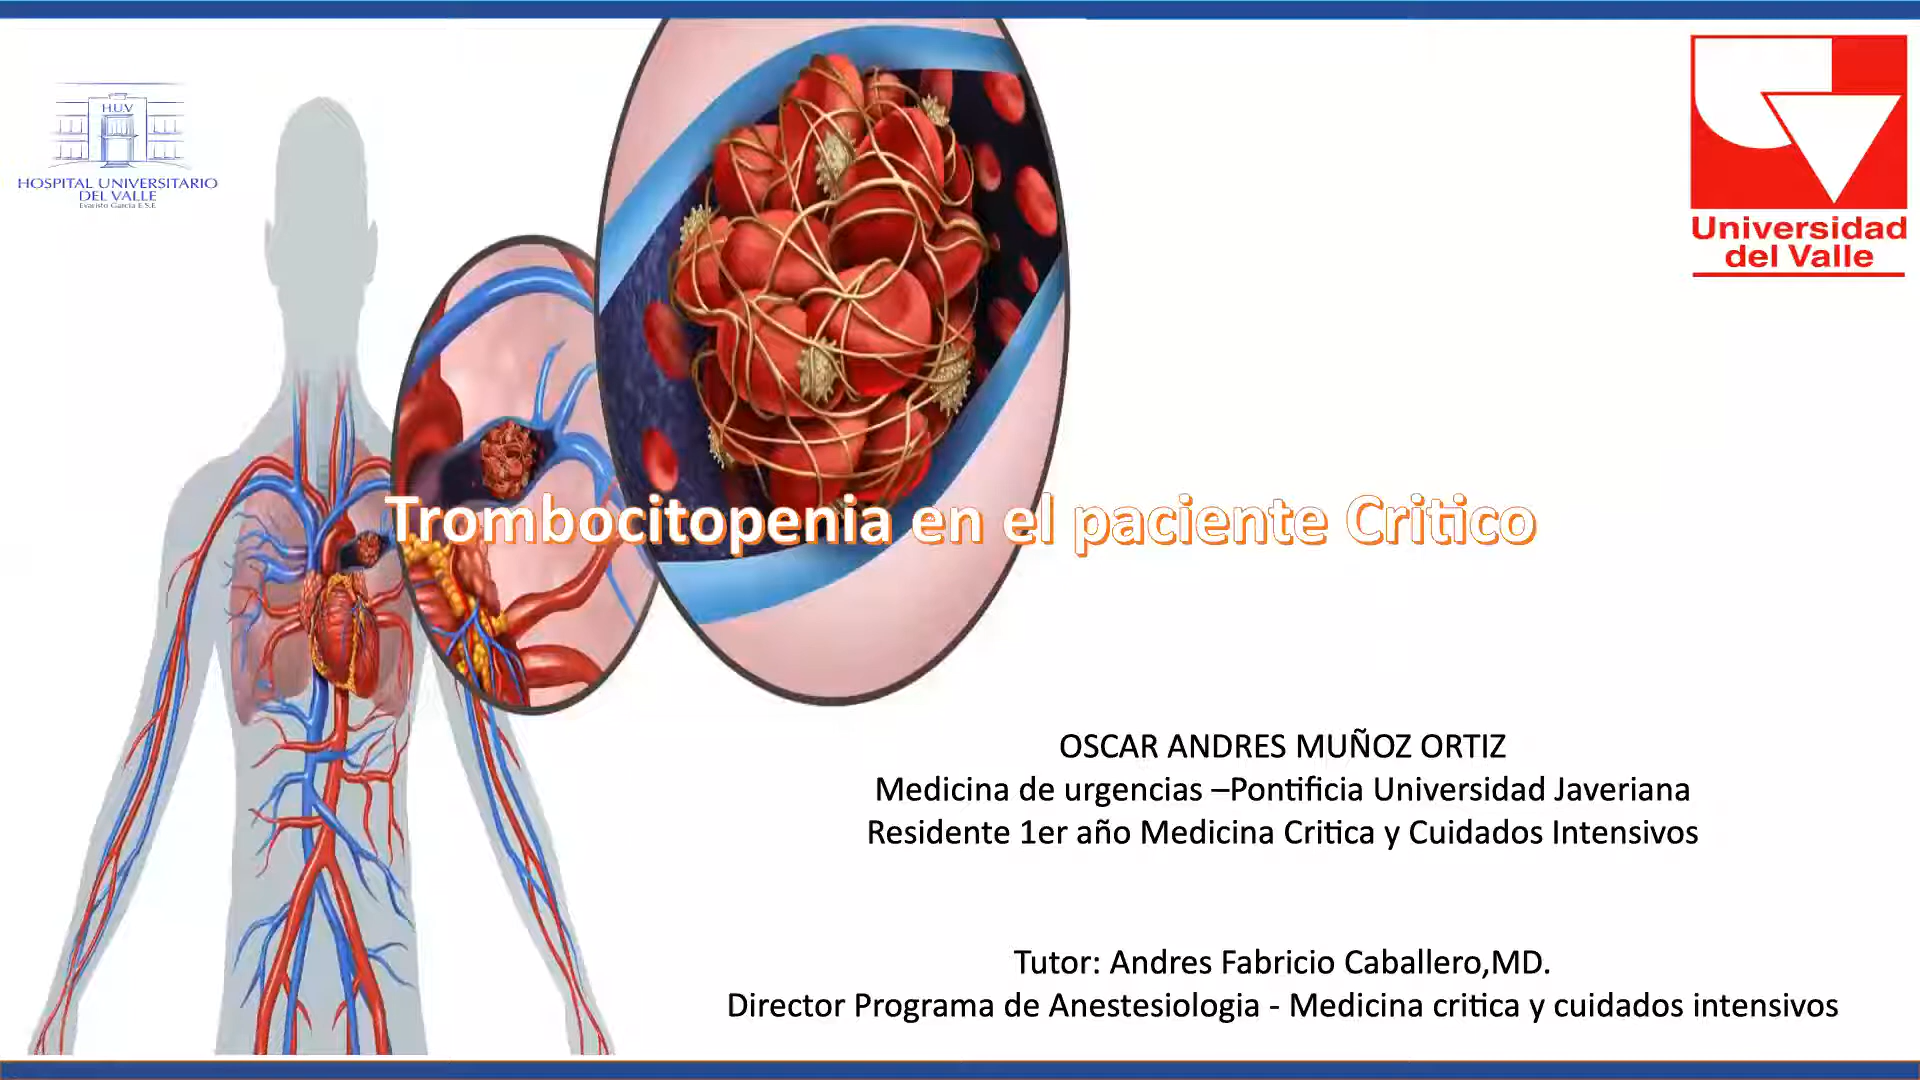 H.U.V
HOSPITAL UNIVERSITARIO
DEL VALLE
Evaristo García E.S.E
Universidad
del Valle
Trombocitopenia en el paciente Critico
OSCAR ANDRES MUÑOZ ORTIZ
Medicina de urgencias –Pontificia Universidad Javeriana
Residente 1er año Medicina Critica y Cuidados Intensivos
Tutor: Andres Fabricio Caballero,MD.
Director Programa de Anestesiologia - Medicina critica y cuidados intensivos